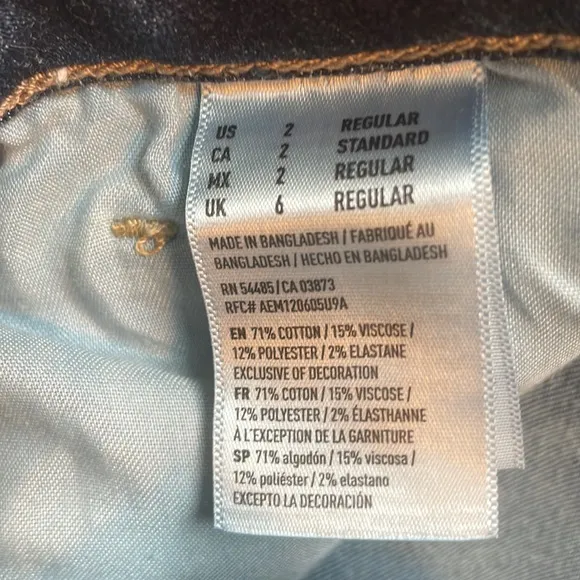 US 2 REGULAR
CA 2 STANDARD
MX 2 REGULAR
UK 6 REGULAR
MADE IN BANGLADESH / FABRIQUÉ AU
BANGLADESH / HECHO EN BANGLADESH
RN 54485 / CA 03873
RFC# AEM120605U9A
EN 71% COTTON / 15% VISCOSE /
12% POLYESTER / 2% ELASTANE
EXCLUSIVE OF DECORATION
FR 71% COTON / 15% VISCOSE /
12% POLYESTER / 2% ÉLASTHANNE
À L'EXCEPTION DE LA GARNITURE
SP 71% algodón / 15% viscosa /
12% poliéster / 2% elastano
EXCEPTO LA DECORACIÓN